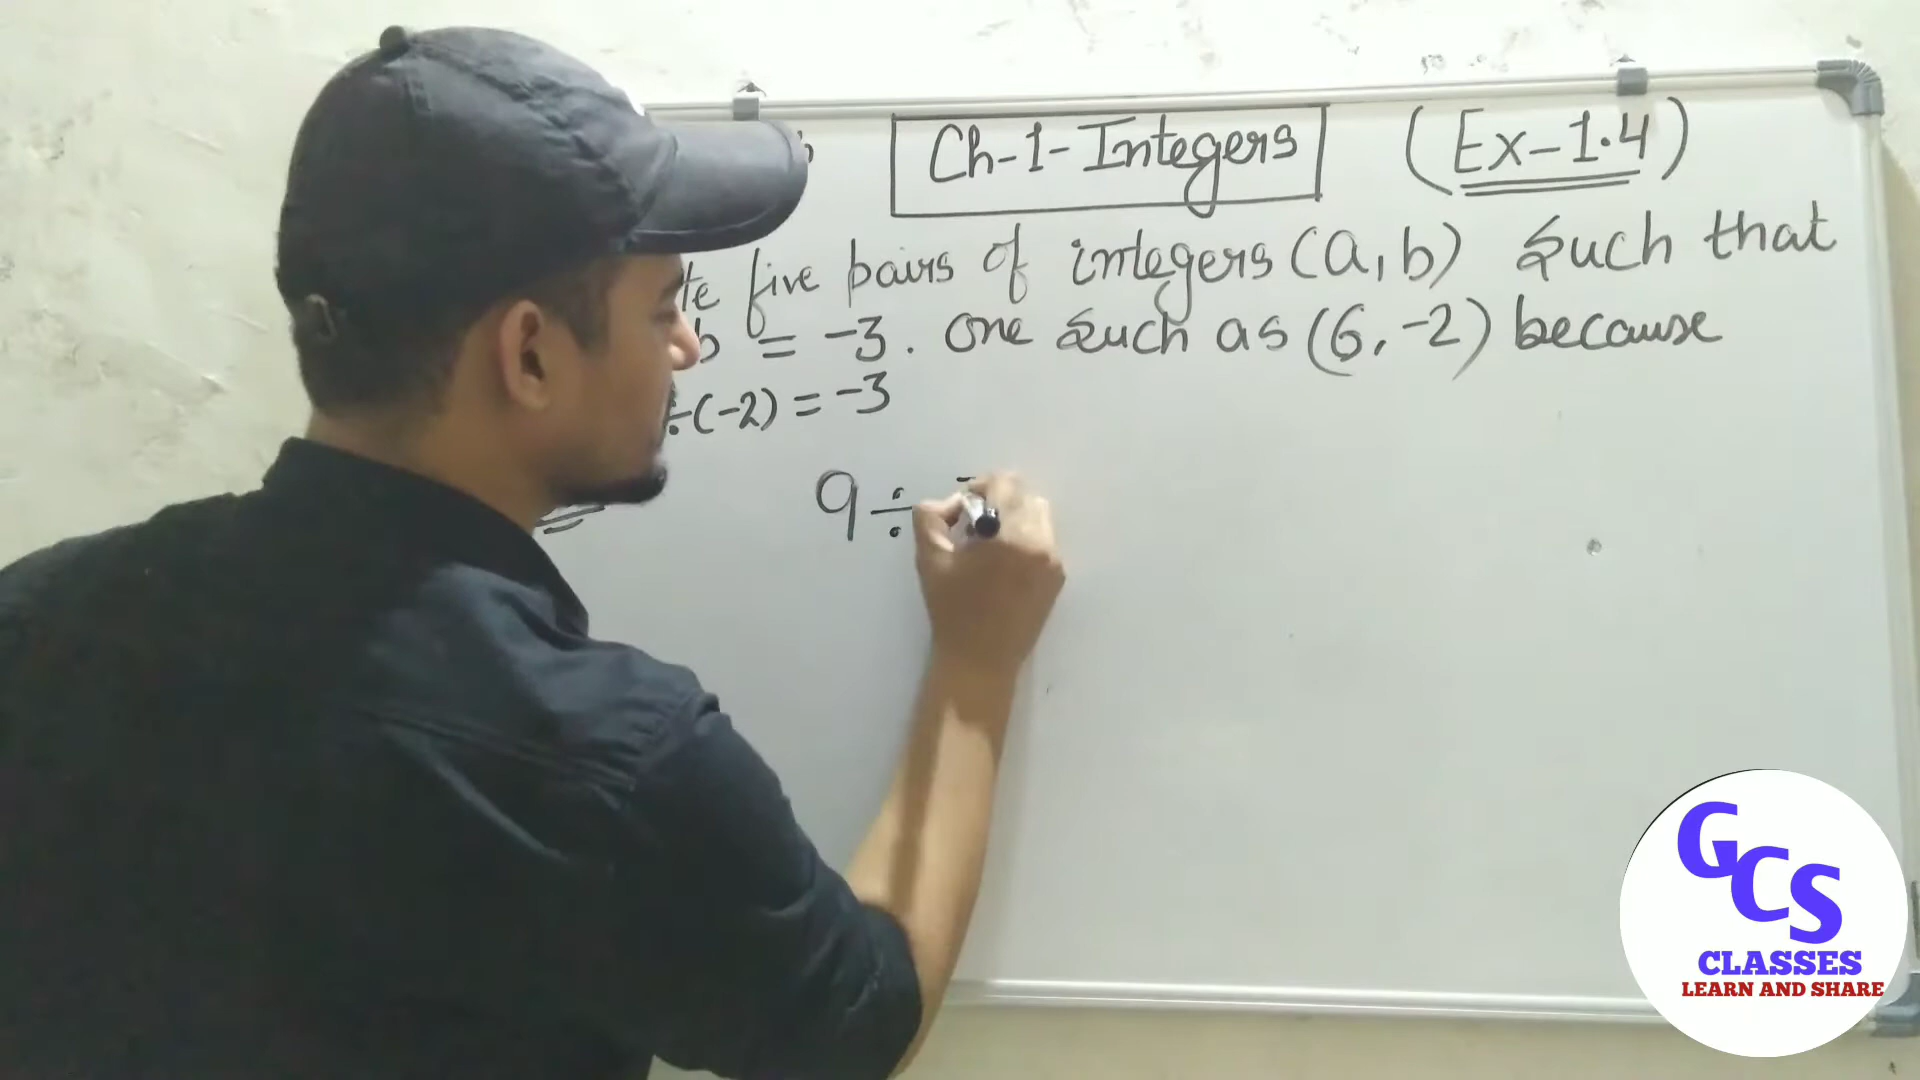 Ch-1-Integers (Ex-1.4)
five pairs of integers (a,b) Such that
b = -3. One such as (6, -2) because
÷(-2) = -3
9 ÷
GCS
CLASSES
LEARN AND SHARE